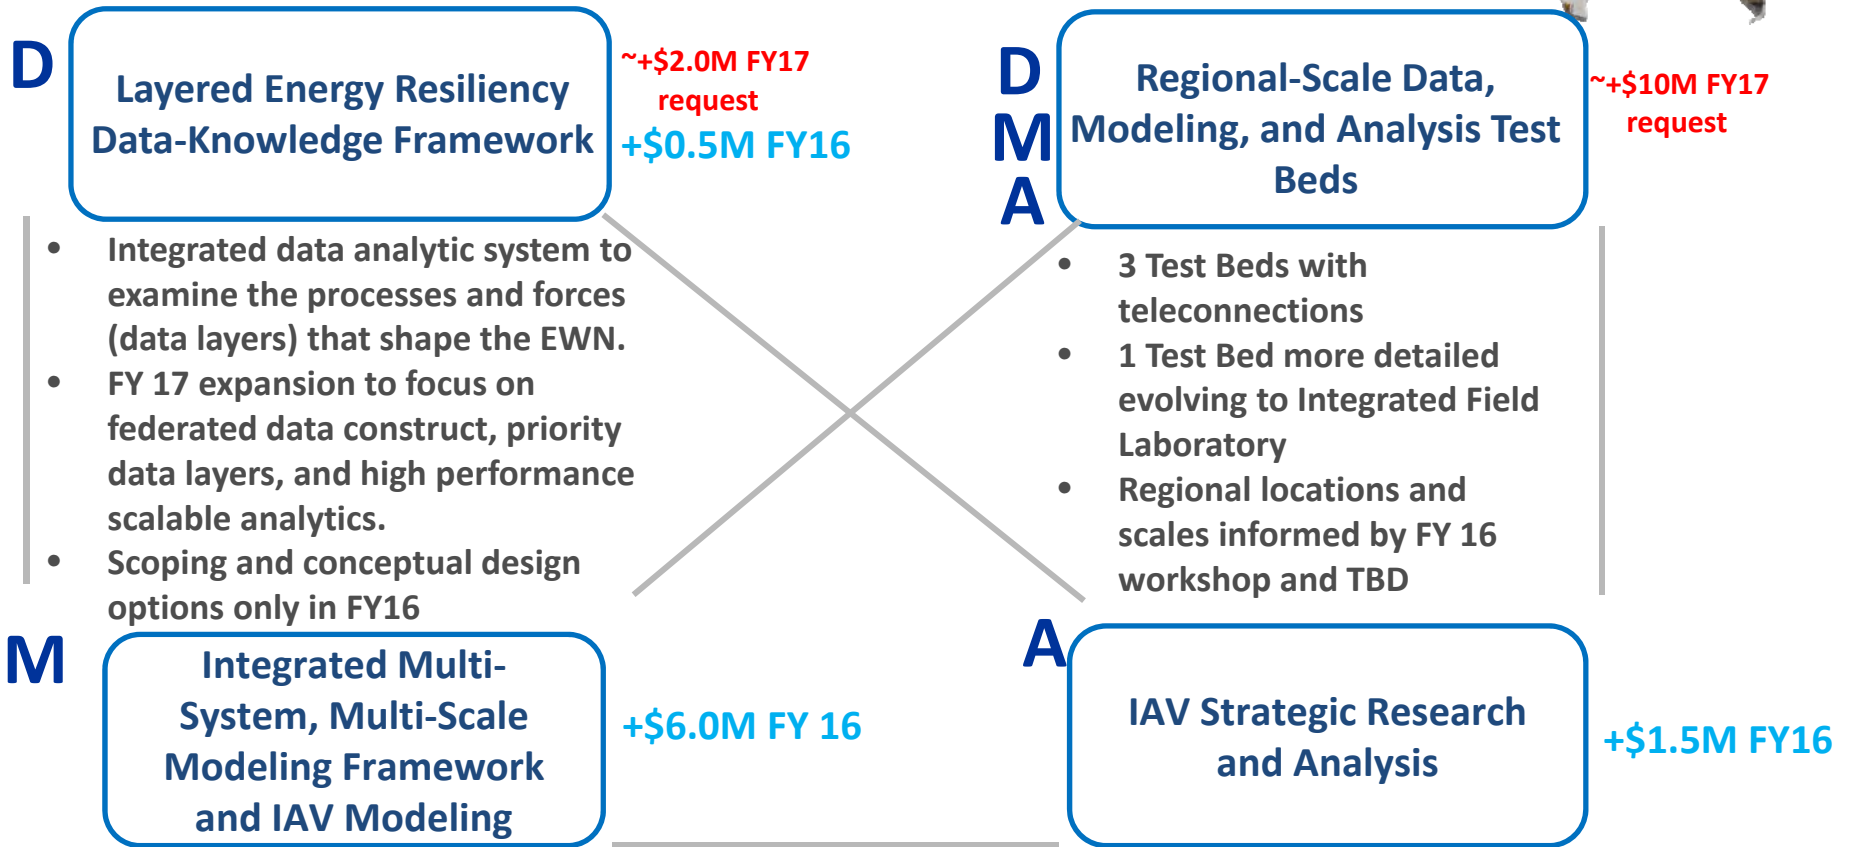 D
Layered Energy Resiliency
Data-Knowledge Framework
~+$2.0M FY17
request
+$0.5M FY16
• Integrated data analytic system to
examine the processes and forces
(data layers) that shape the EWN.
• FY 17 expansion to focus on
federated data construct, priority
data layers, and high performance
scalable analytics.
• Scoping and conceptual design
options only in FY16
D
M
A
Regional-Scale Data,
Modeling, and Analysis Test
Beds
~+$10M FY17
request
• 3 Test Beds with
teleconnections
• 1 Test Bed more detailed
evolving to Integrated Field
Laboratory
• Regional locations and
scales informed by FY 16
workshop and TBD
M
Integrated Multi-
System, Multi-Scale
Modeling Framework
and IAV Modeling
+$6.0M FY 16
A
IAV Strategic Research
and Analysis
+$1.5M FY16